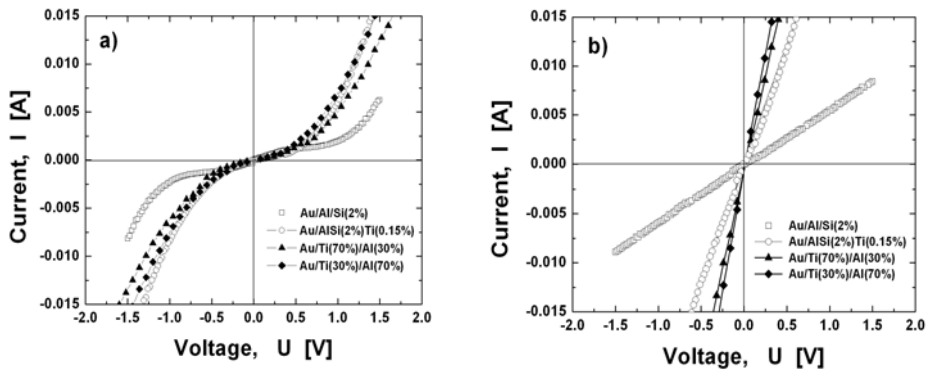 a)
0.015
0.010
0.005
0.000
-0.005
-0.010
-0.015
Current, I [A]
-2.0 -1.5 -1.0 -0.5 0.0 0.5 1.0 1.5 2.0
Voltage, U [V]
Au/Al/Si(2%)
Au/AlSi(2%)Ti(0.15%)
Au/Ti(70%)/Al(30%)
Au/Ti(30%)/Al(70%)
b)
0.015
0.010
0.005
0.000
-0.005
-0.010
-0.015
Current, I [A]
-2.0 -1.5 -1.0 -0.5 0.0 0.5 1.0 1.5 2.0
Voltage, U [V]
Au/Al/Si(2%)
Au/AlSi(2%)Ti(0.15%)
Au/Ti(70%)/Al(30%)
Au/Ti(30%)/Al(70%)